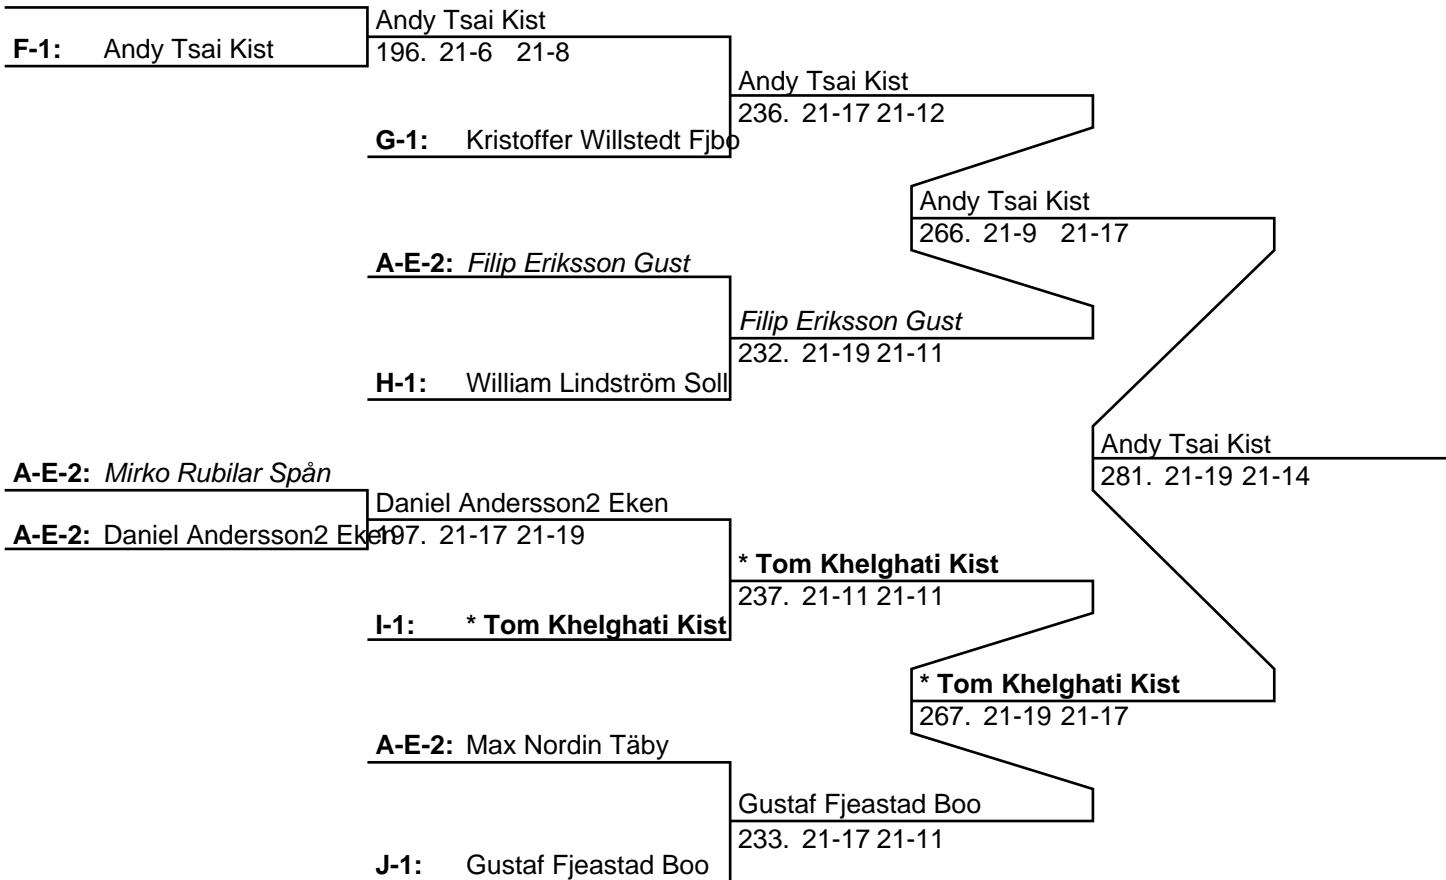 Andy Tsai Kist
F-1: Andy Tsai Kist
196. 21-6 21-8
Andy Tsai Kist
236. 21-17 21-12
G-1: Kristoffer Willstedt Fjbo
Andy Tsai Kist
266. 21-9 21-17
A-E-2: Filip Eriksson Gust
Filip Eriksson Gust
232. 21-19 21-11
H-1: William Lindström Soll
Andy Tsai Kist
281. 21-19 21-14
A-E-2: Mirko Rubilar Spån
Daniel Andersson2 Eken
A-E-2: Daniel Andersson2 Eken
197. 21-17 21-19
* Tom Khelghati Kist
237. 21-11 21-11
I-1: * Tom Khelghati Kist
* Tom Khelghati Kist
267. 21-19 21-17
A-E-2: Max Nordin Täby
Gustaf Fjeastad Boo
233. 21-17 21-11
J-1: Gustaf Fjeastad Boo